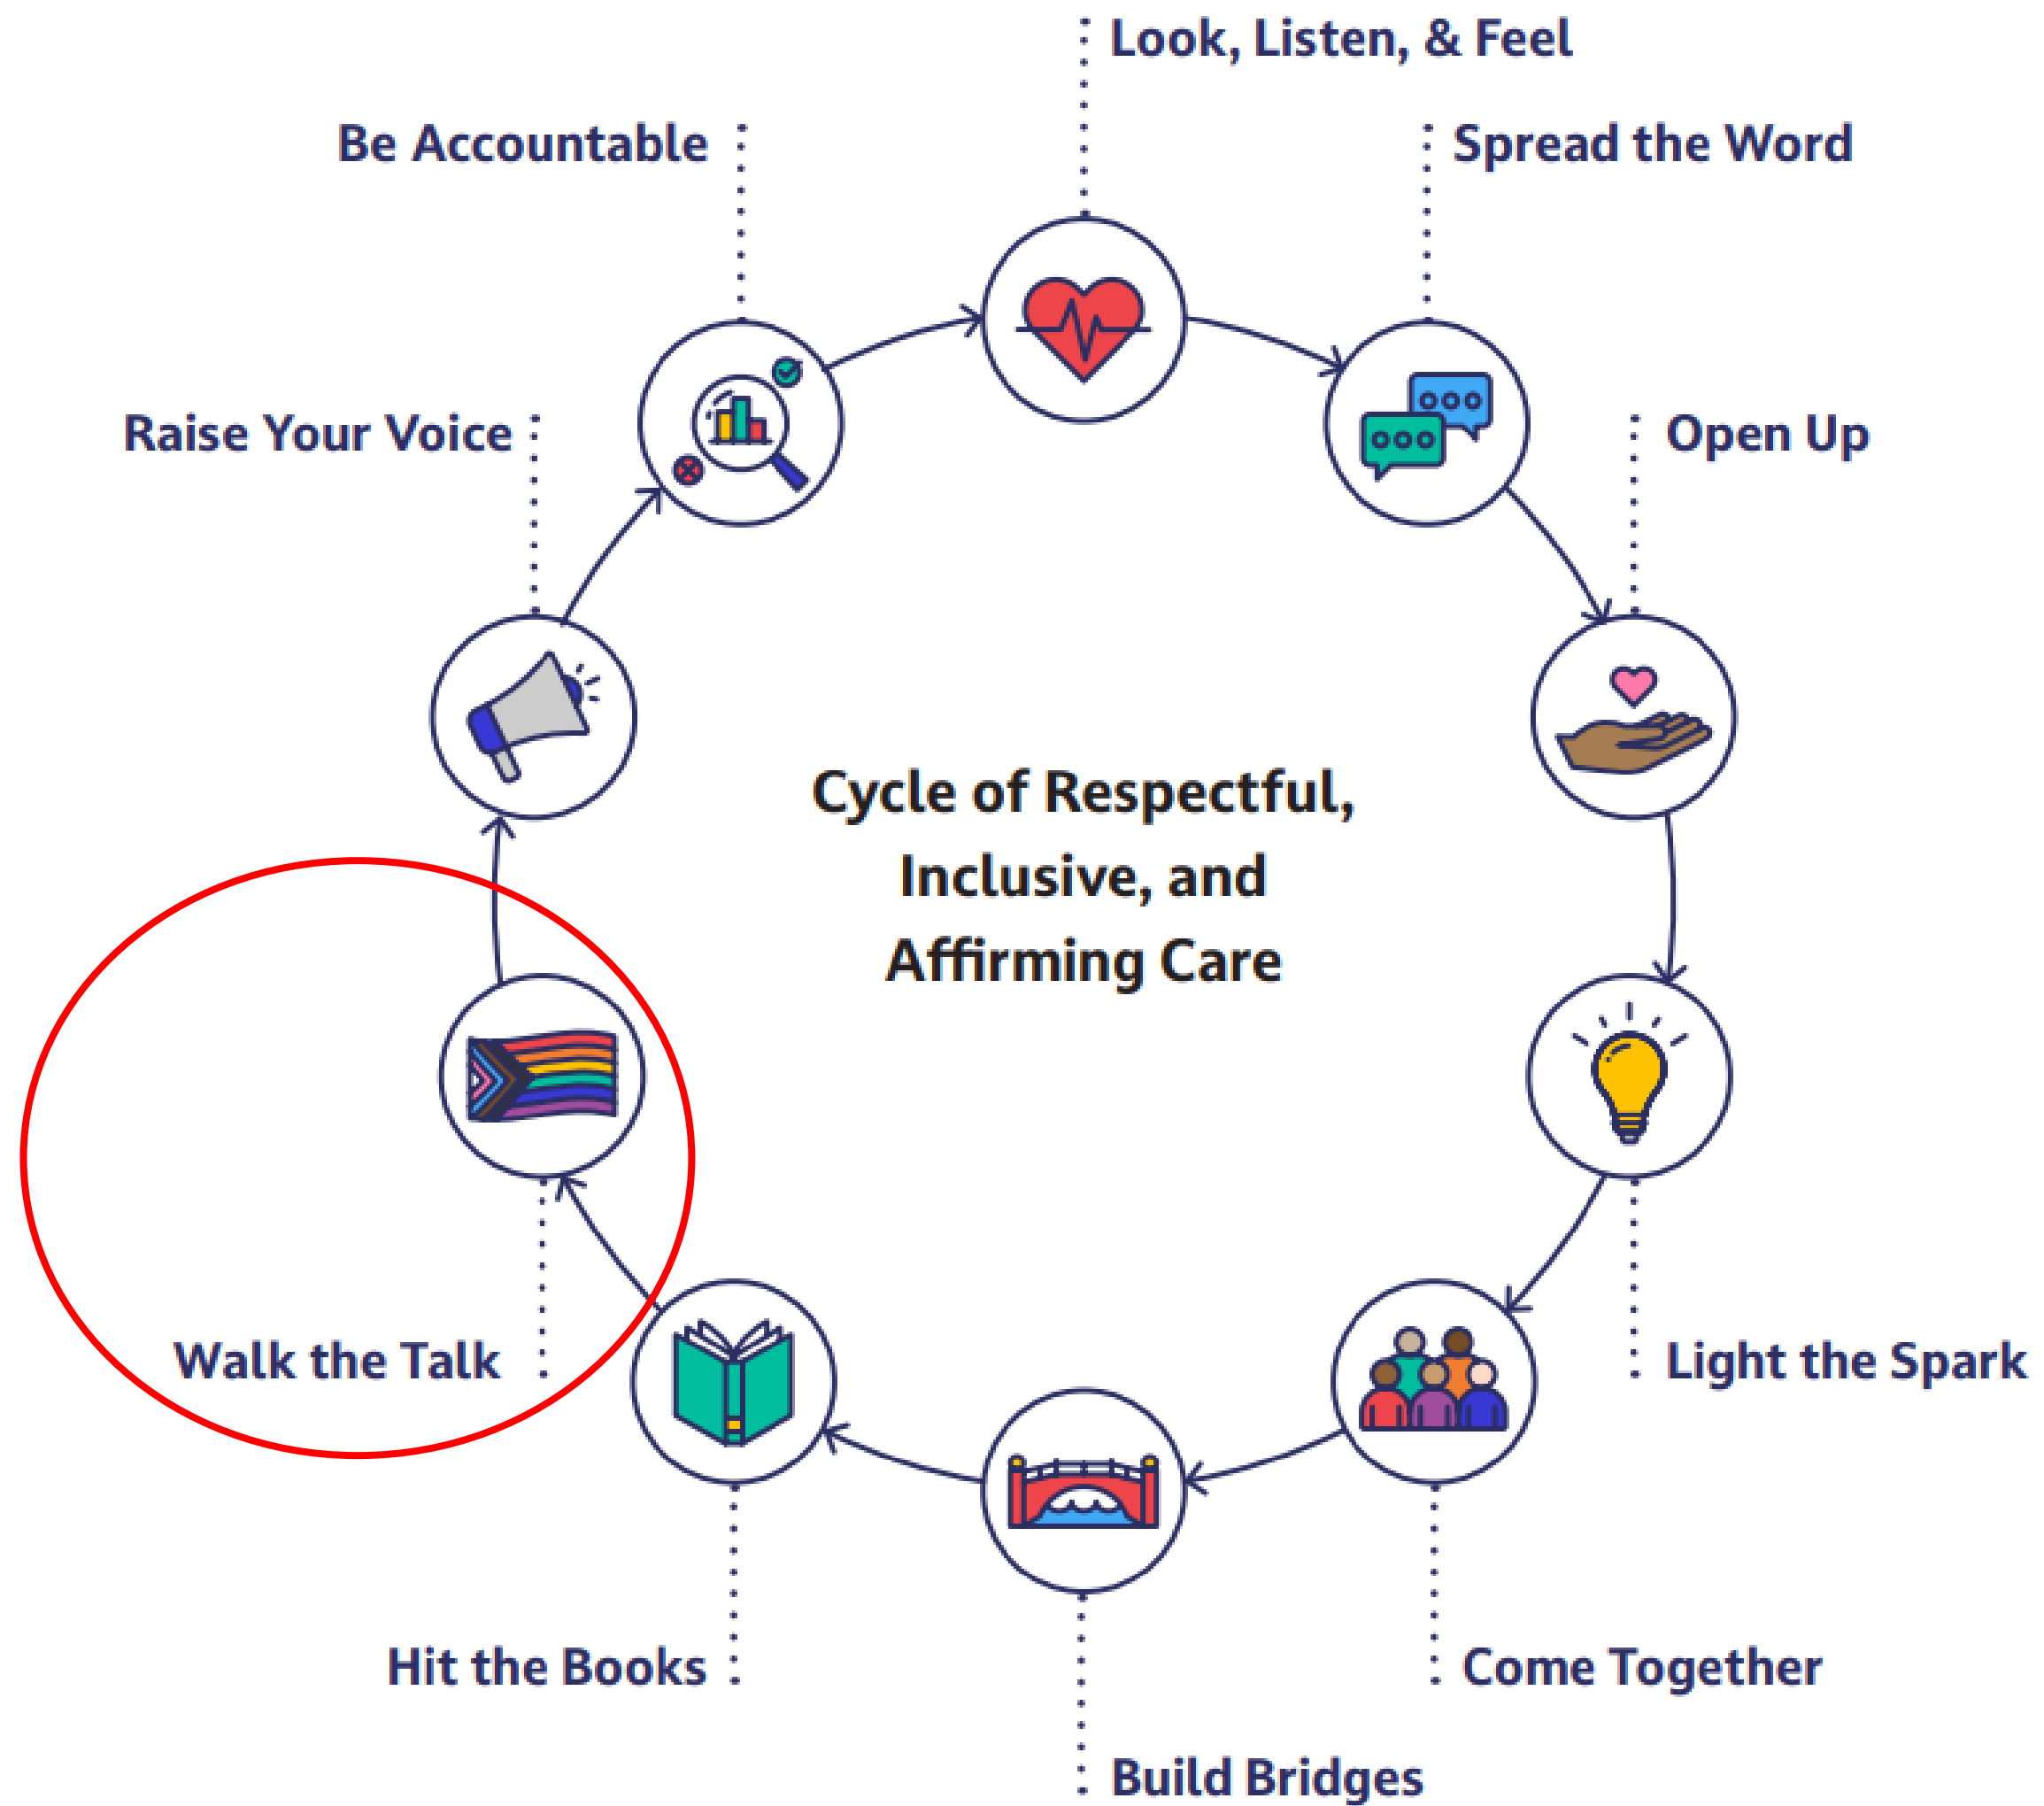 Look, Listen, & Feel
Be Accountable
Spread the Word
Raise Your Voice
Open Up
Cycle of Respectful,
Inclusive, and
Affirming Care
Walk the Talk
Light the Spark
Hit the Books
Come Together
Build Bridges